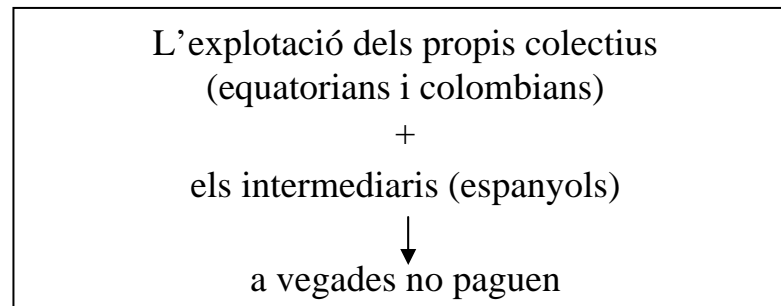 L’explotació dels propis colectius
(equatorians i colombians)
+
els intermediaris (espanyols)
a vegades no paguen